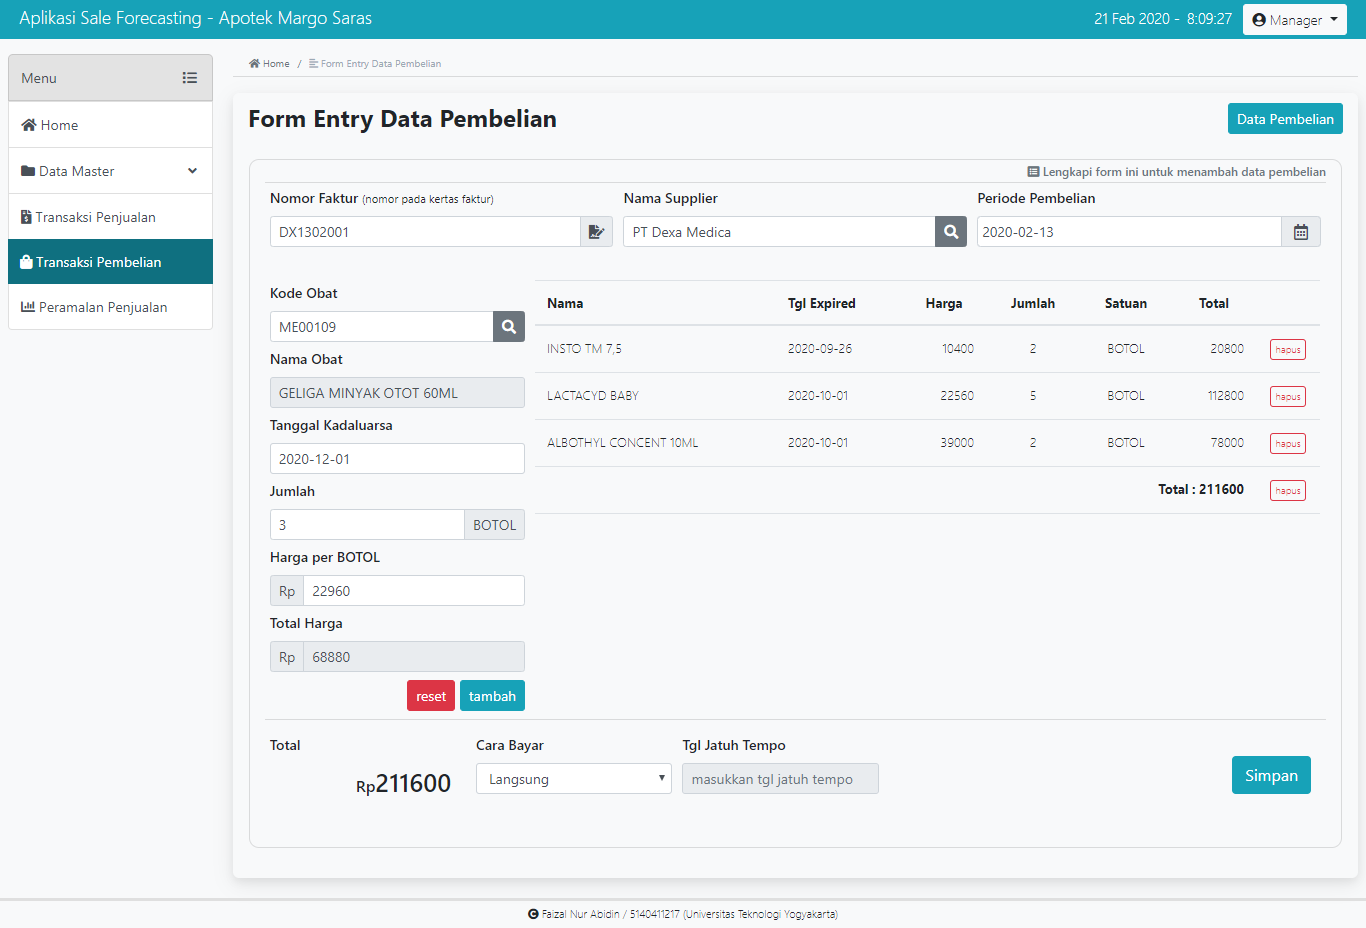 Aplikasi Sale Forecasting - Apotek Margo Saras
21 Feb 2020 - 8:09:27
Manager
Menu
Home
Data Master
Transaksi Penjualan
Transaksi Pembelian
Peramalan Penjualan
Home / Form Entry Data Pembelian
Form Entry Data Pembelian
Data Pembelian
Lengkapi form ini untuk menambah data pembelian
Nomor Faktur (nomor pada kertas faktur)
DX1302001
Nama Supplier
PT Dexa Medica
Periode Pembelian
2020-02-13
Kode Obat
ME00109
Nama Obat
GELIGA MINYAK OTOT 60ML
Tanggal Kadaluarsa
2020-12-01
Jumlah
3 BOTOL
Harga per BOTOL
Rp 22960
Total Harga
Rp 68880
reset tambah
Nama Tgl Expired Harga Jumlah Satuan Total
INSTO TM 7,5 2020-09-26 10400 2 BOTOL 20800 hapus
LACTACYD BABY 2020-10-01 22560 5 BOTOL 112800 hapus
ALBOTHYL CONCENT 10ML 2020-10-01 39000 2 BOTOL 78000 hapus
Total : 211600 hapus
Total
Rp211600
Cara Bayar
Langsung
Tgl Jatuh Tempo
masukkan tgl jatuh tempo
Simpan
Faizal Nur Abidin / 5140411217 (Universitas Teknologi Yogyakarta)